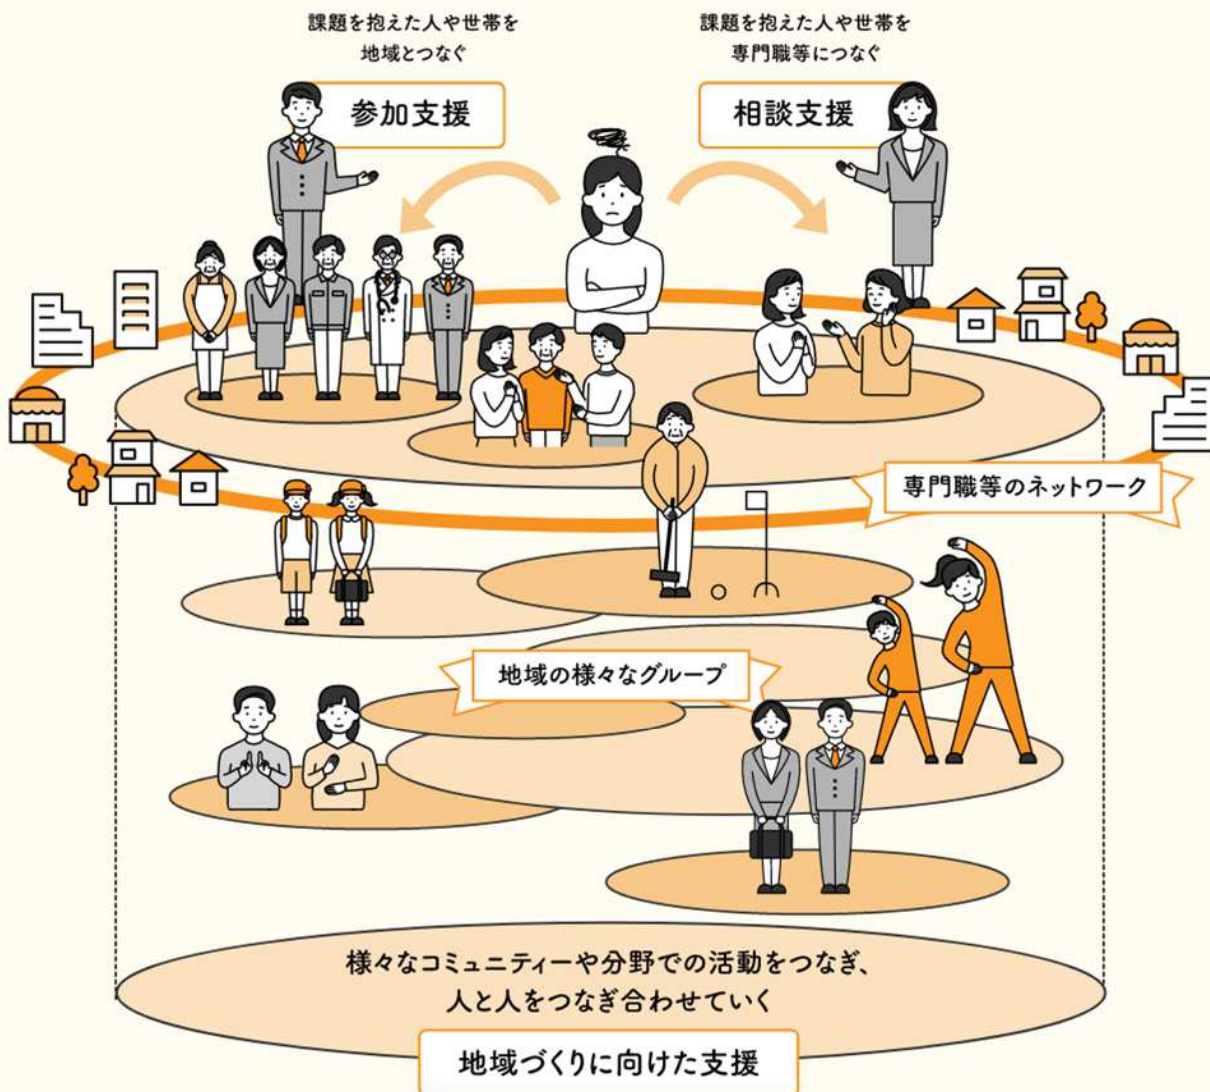 課題を抱えた人や世帯を
地域とつなぐ
参加支援
課題を抱えた人や世帯を
専門職等につなぐ
相談支援
専門職等のネットワーク
地域の様々なグループ
様々なコミュニティーや分野での活動をつなぎ、
人と人をつなぎ合わせていく
地域づくりに向けた支援